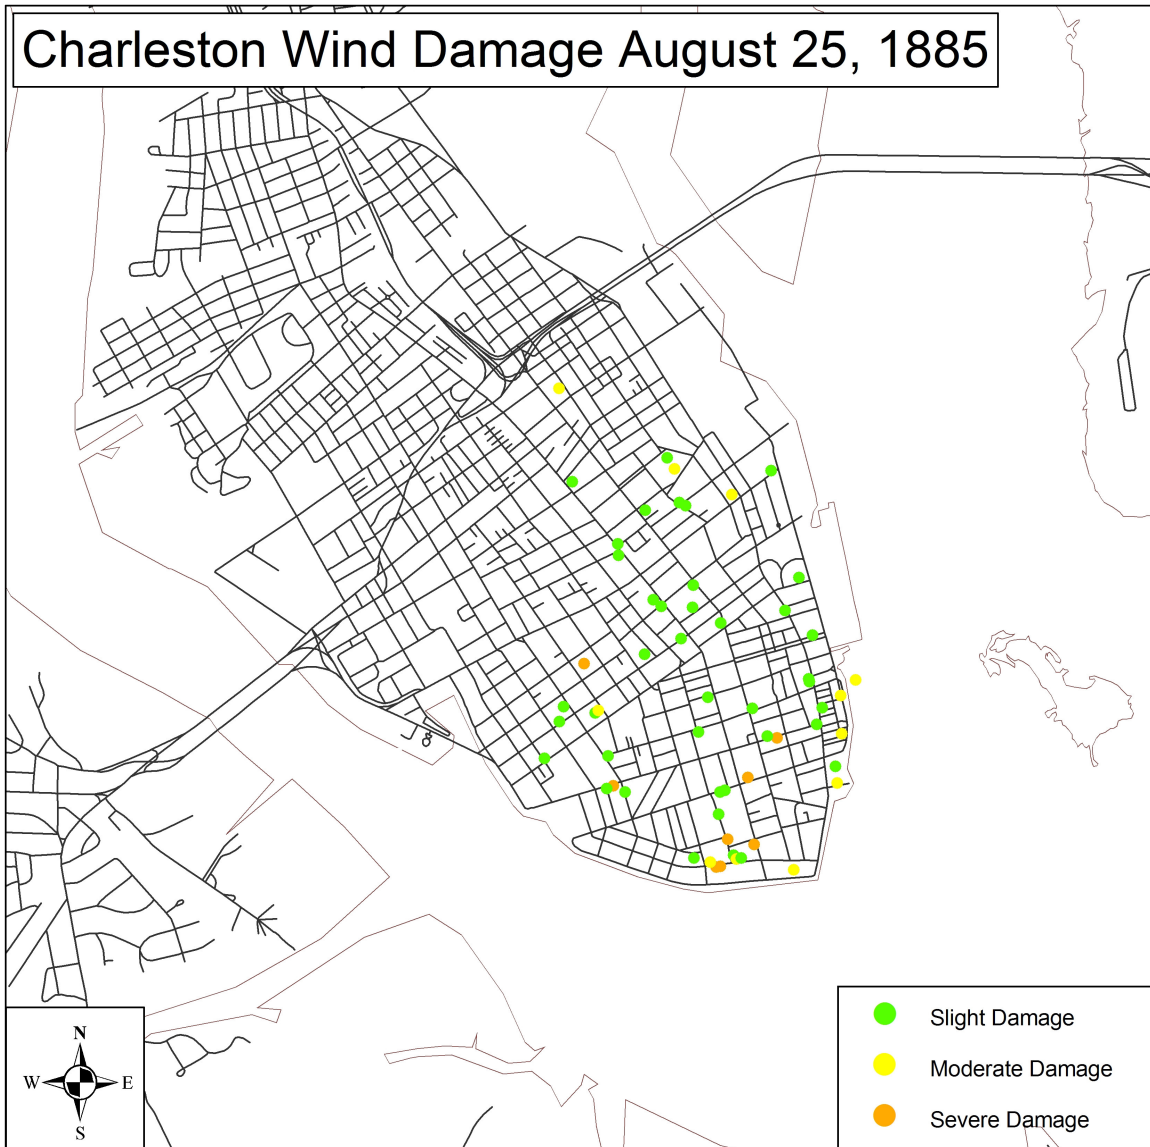 Charleston Wind Damage August 25, 1885
N
W E
S
Slight Damage
Moderate Damage
Severe Damage